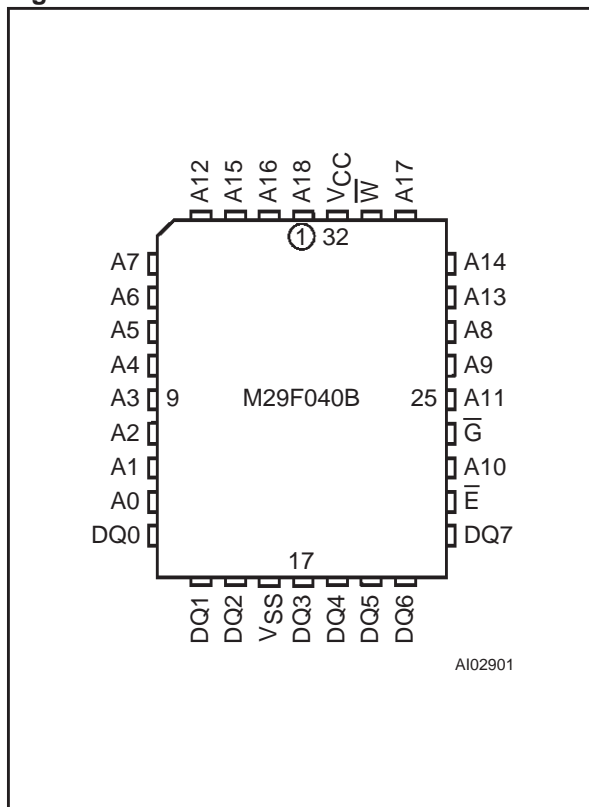 A12 A15 A16 A18 VCC W̅ A17
1 32
A7 A14
A6 A13
A5 A8
A4 A9
A3 9 M29F040B 25 A11
A2 G̅
A1 A10
A0 E̅
DQ0 DQ7
17
DQ1 DQ2 VSS DQ3 DQ4 DQ5 DQ6
AI02901